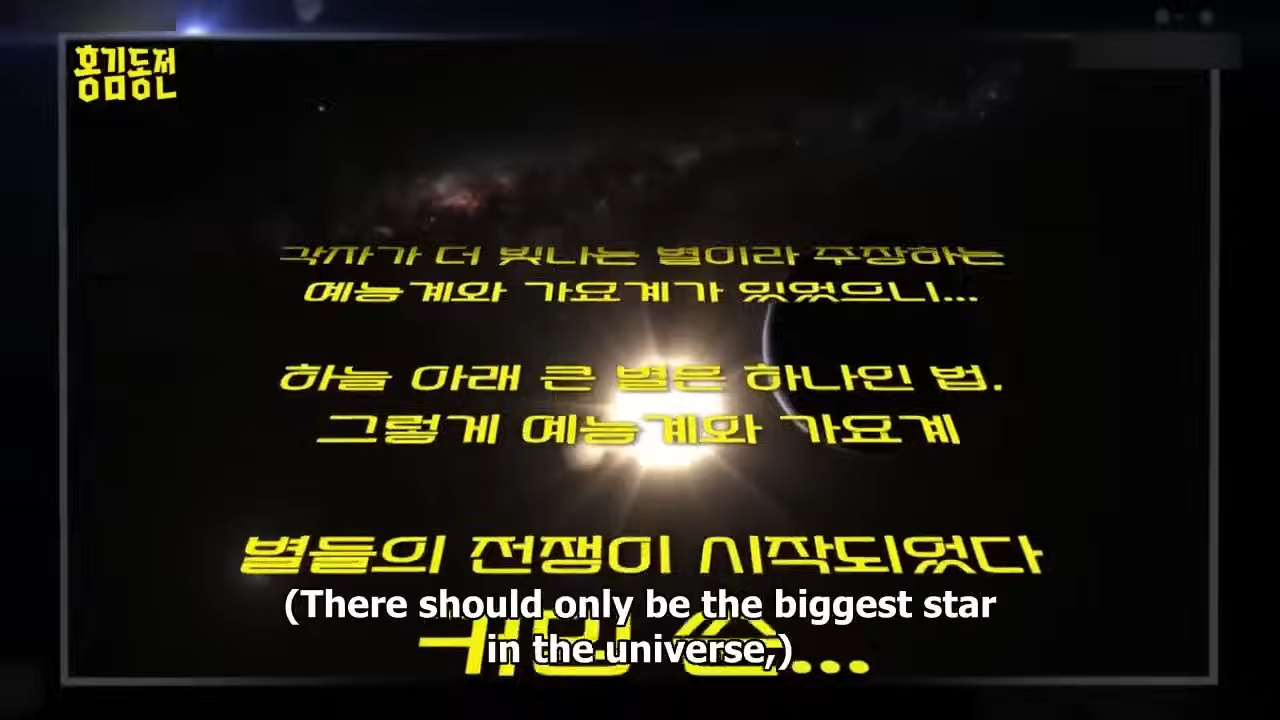 홍김동전
각자가 더 빛나는 별이라 주장하는
예능계와 가요계가 있었으니...
하늘 아래 큰 별은 하나인 법.
그렇게 예능계와 가요계
별들의 전쟁이 시작되었다
(There should only be the biggest star
in the universe,)